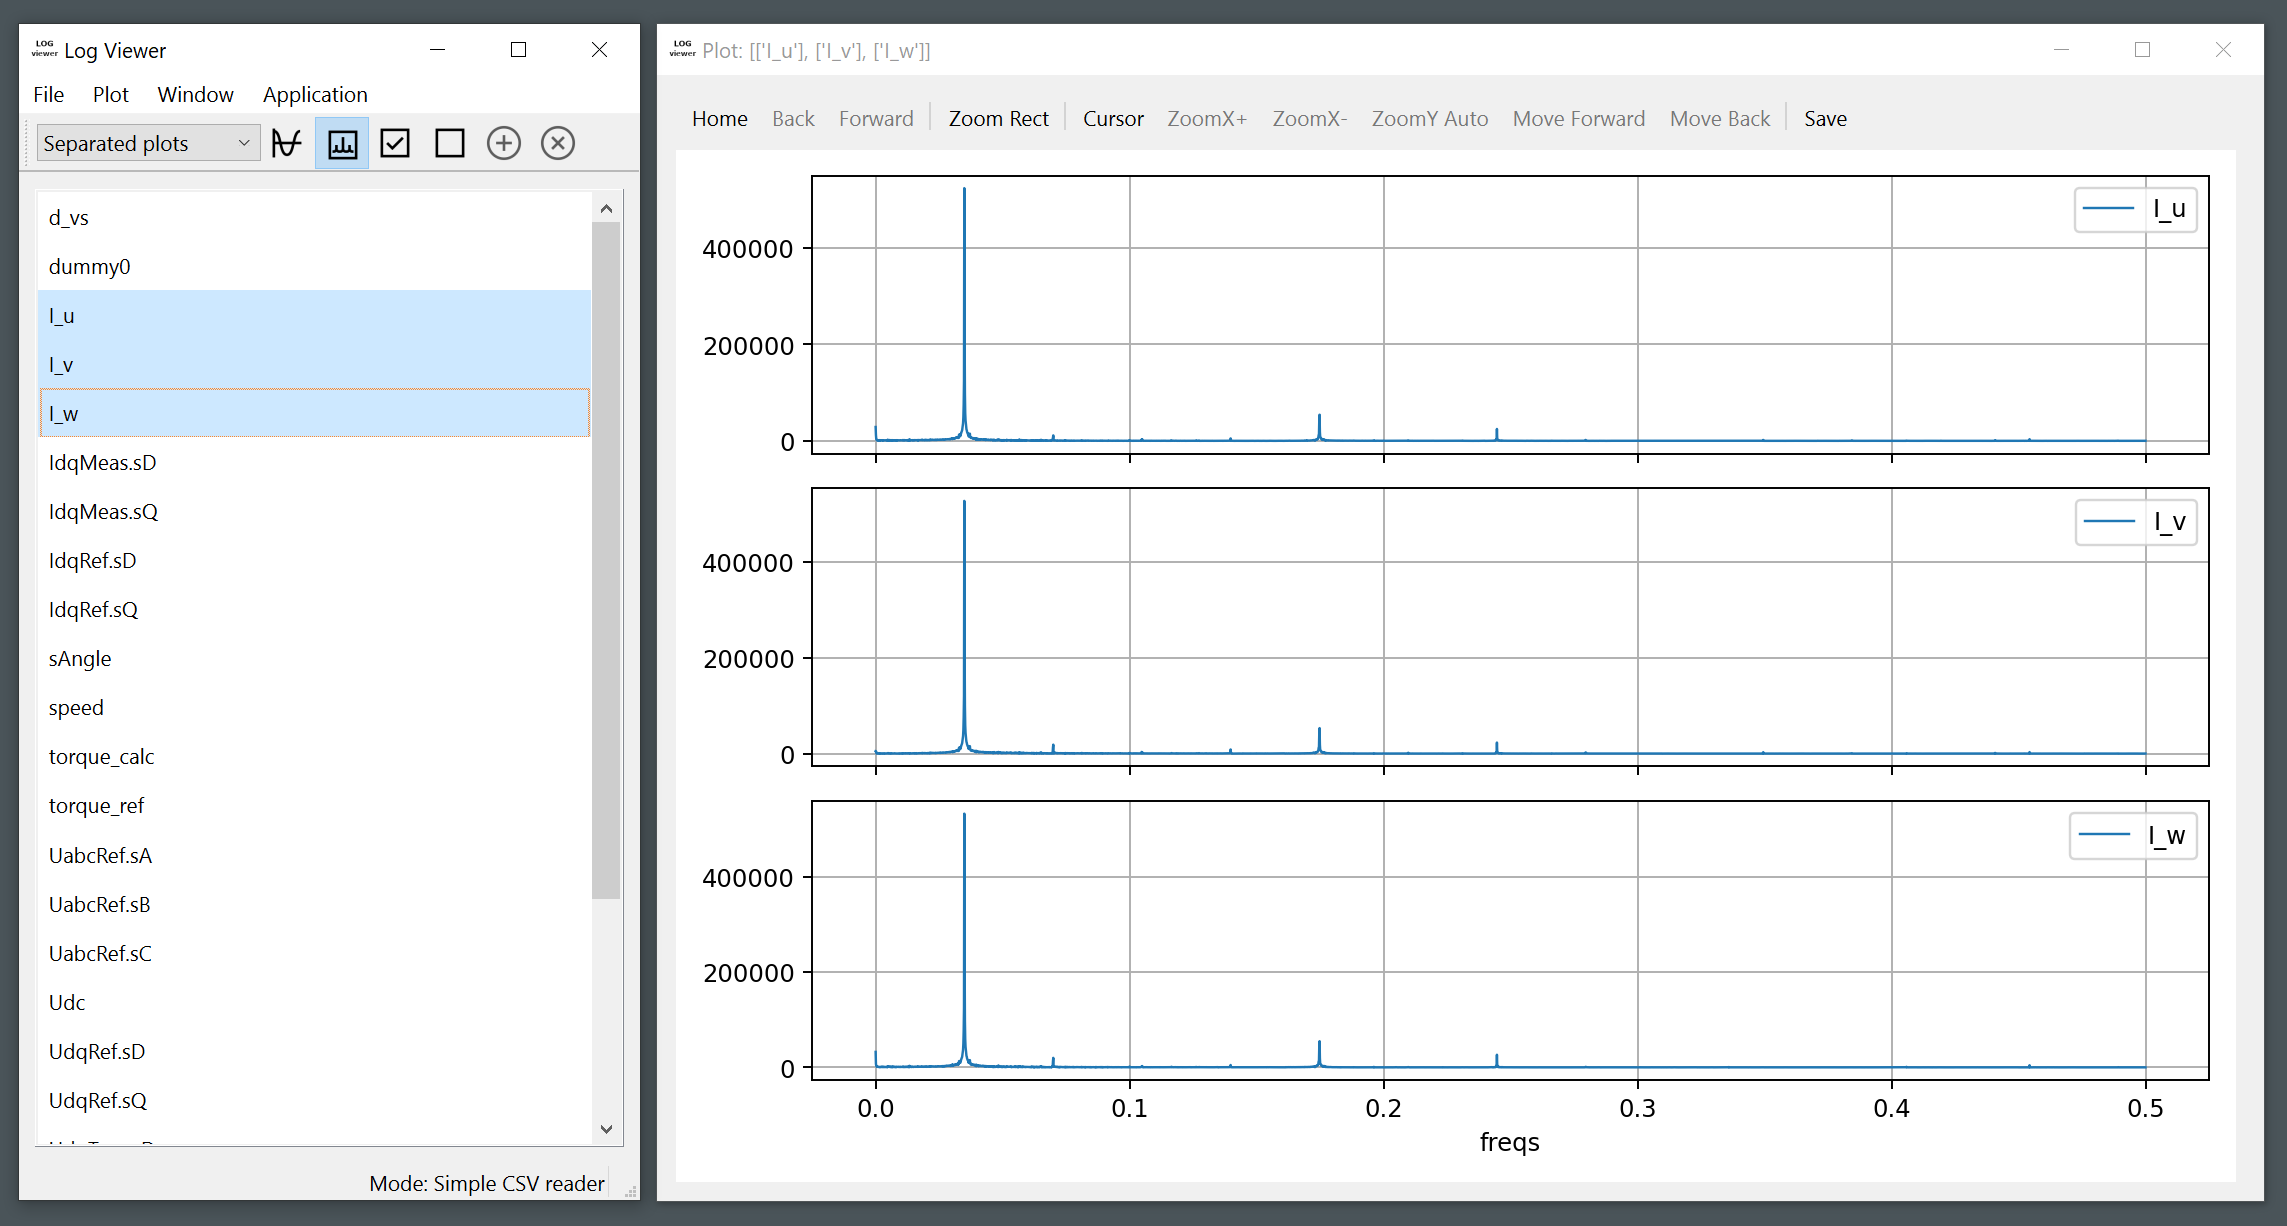 LOG
viewer
Log Viewer
File Plot Window Application
Separated plots
d_vs
dummy0
I_u
I_v
I_w
IdqMeas.sD
IdqMeas.sQ
IdqRef.sD
IdqRef.sQ
sAngle
speed
torque_calc
torque_ref
UabcRef.sA
UabcRef.sB
UabcRef.sC
Udc
UdqRef.sD
UdqRef.sQ
Mode: Simple CSV reader
LOG
viewer
Plot: [['I_u'], ['I_v'], ['I_w']]
Home Back Forward Zoom Rect Cursor ZoomX+ ZoomX- ZoomY Auto Move Forward Move Back Save
I_u
400000
200000
0
I_v
400000
200000
0
I_w
400000
200000
0
0.0 0.1 0.2 0.3 0.4 0.5
freqs